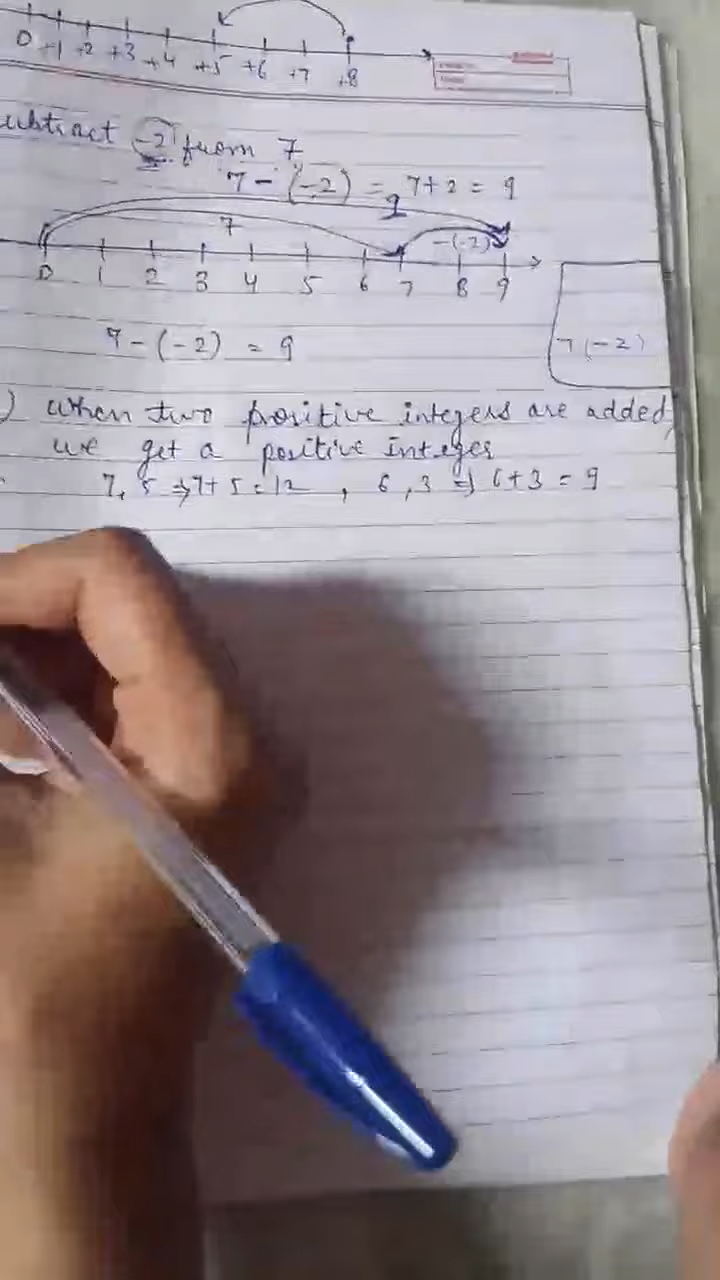 0 +1 +2 +3 +4 +5 +6 +7 +8
ubtract (-2) from 7
7 - (-2) = 7+2 = 9
9
7
-(-2)
0 1 2 3 4 5 6 7 8 9
7 - (-2) = 9
7 (-2)
) when two positive integers are added,
we get a positive integer
7, 5 ⇒ 7+5 = 12 , 6, 3 ⇒ 6+3 = 9